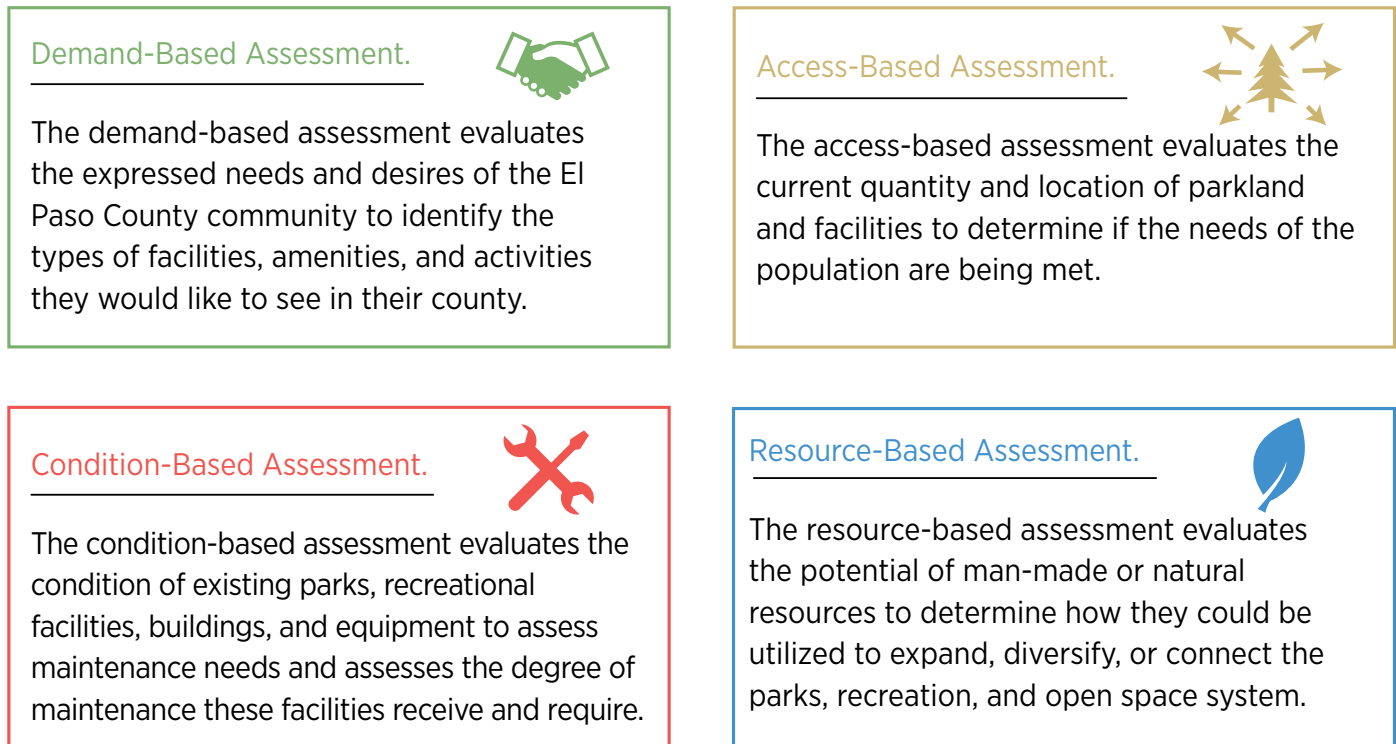 Demand-Based Assessment.
The demand-based assessment evaluates
the expressed needs and desires of the El
Paso County community to identify the
types of facilities, amenities, and activities
they would like to see in their county.
Access-Based Assessment.
The access-based assessment evaluates the
current quantity and location of parkland
and facilities to determine if the needs of the
population are being met.
Condition-Based Assessment.
The condition-based assessment evaluates the
condition of existing parks, recreational
facilities, buildings, and equipment to assess
maintenance needs and assesses the degree of
maintenance these facilities receive and require.
Resource-Based Assessment.
The resource-based assessment evaluates
the potential of man-made or natural
resources to determine how they could be
utilized to expand, diversify, or connect the
parks, recreation, and open space system.